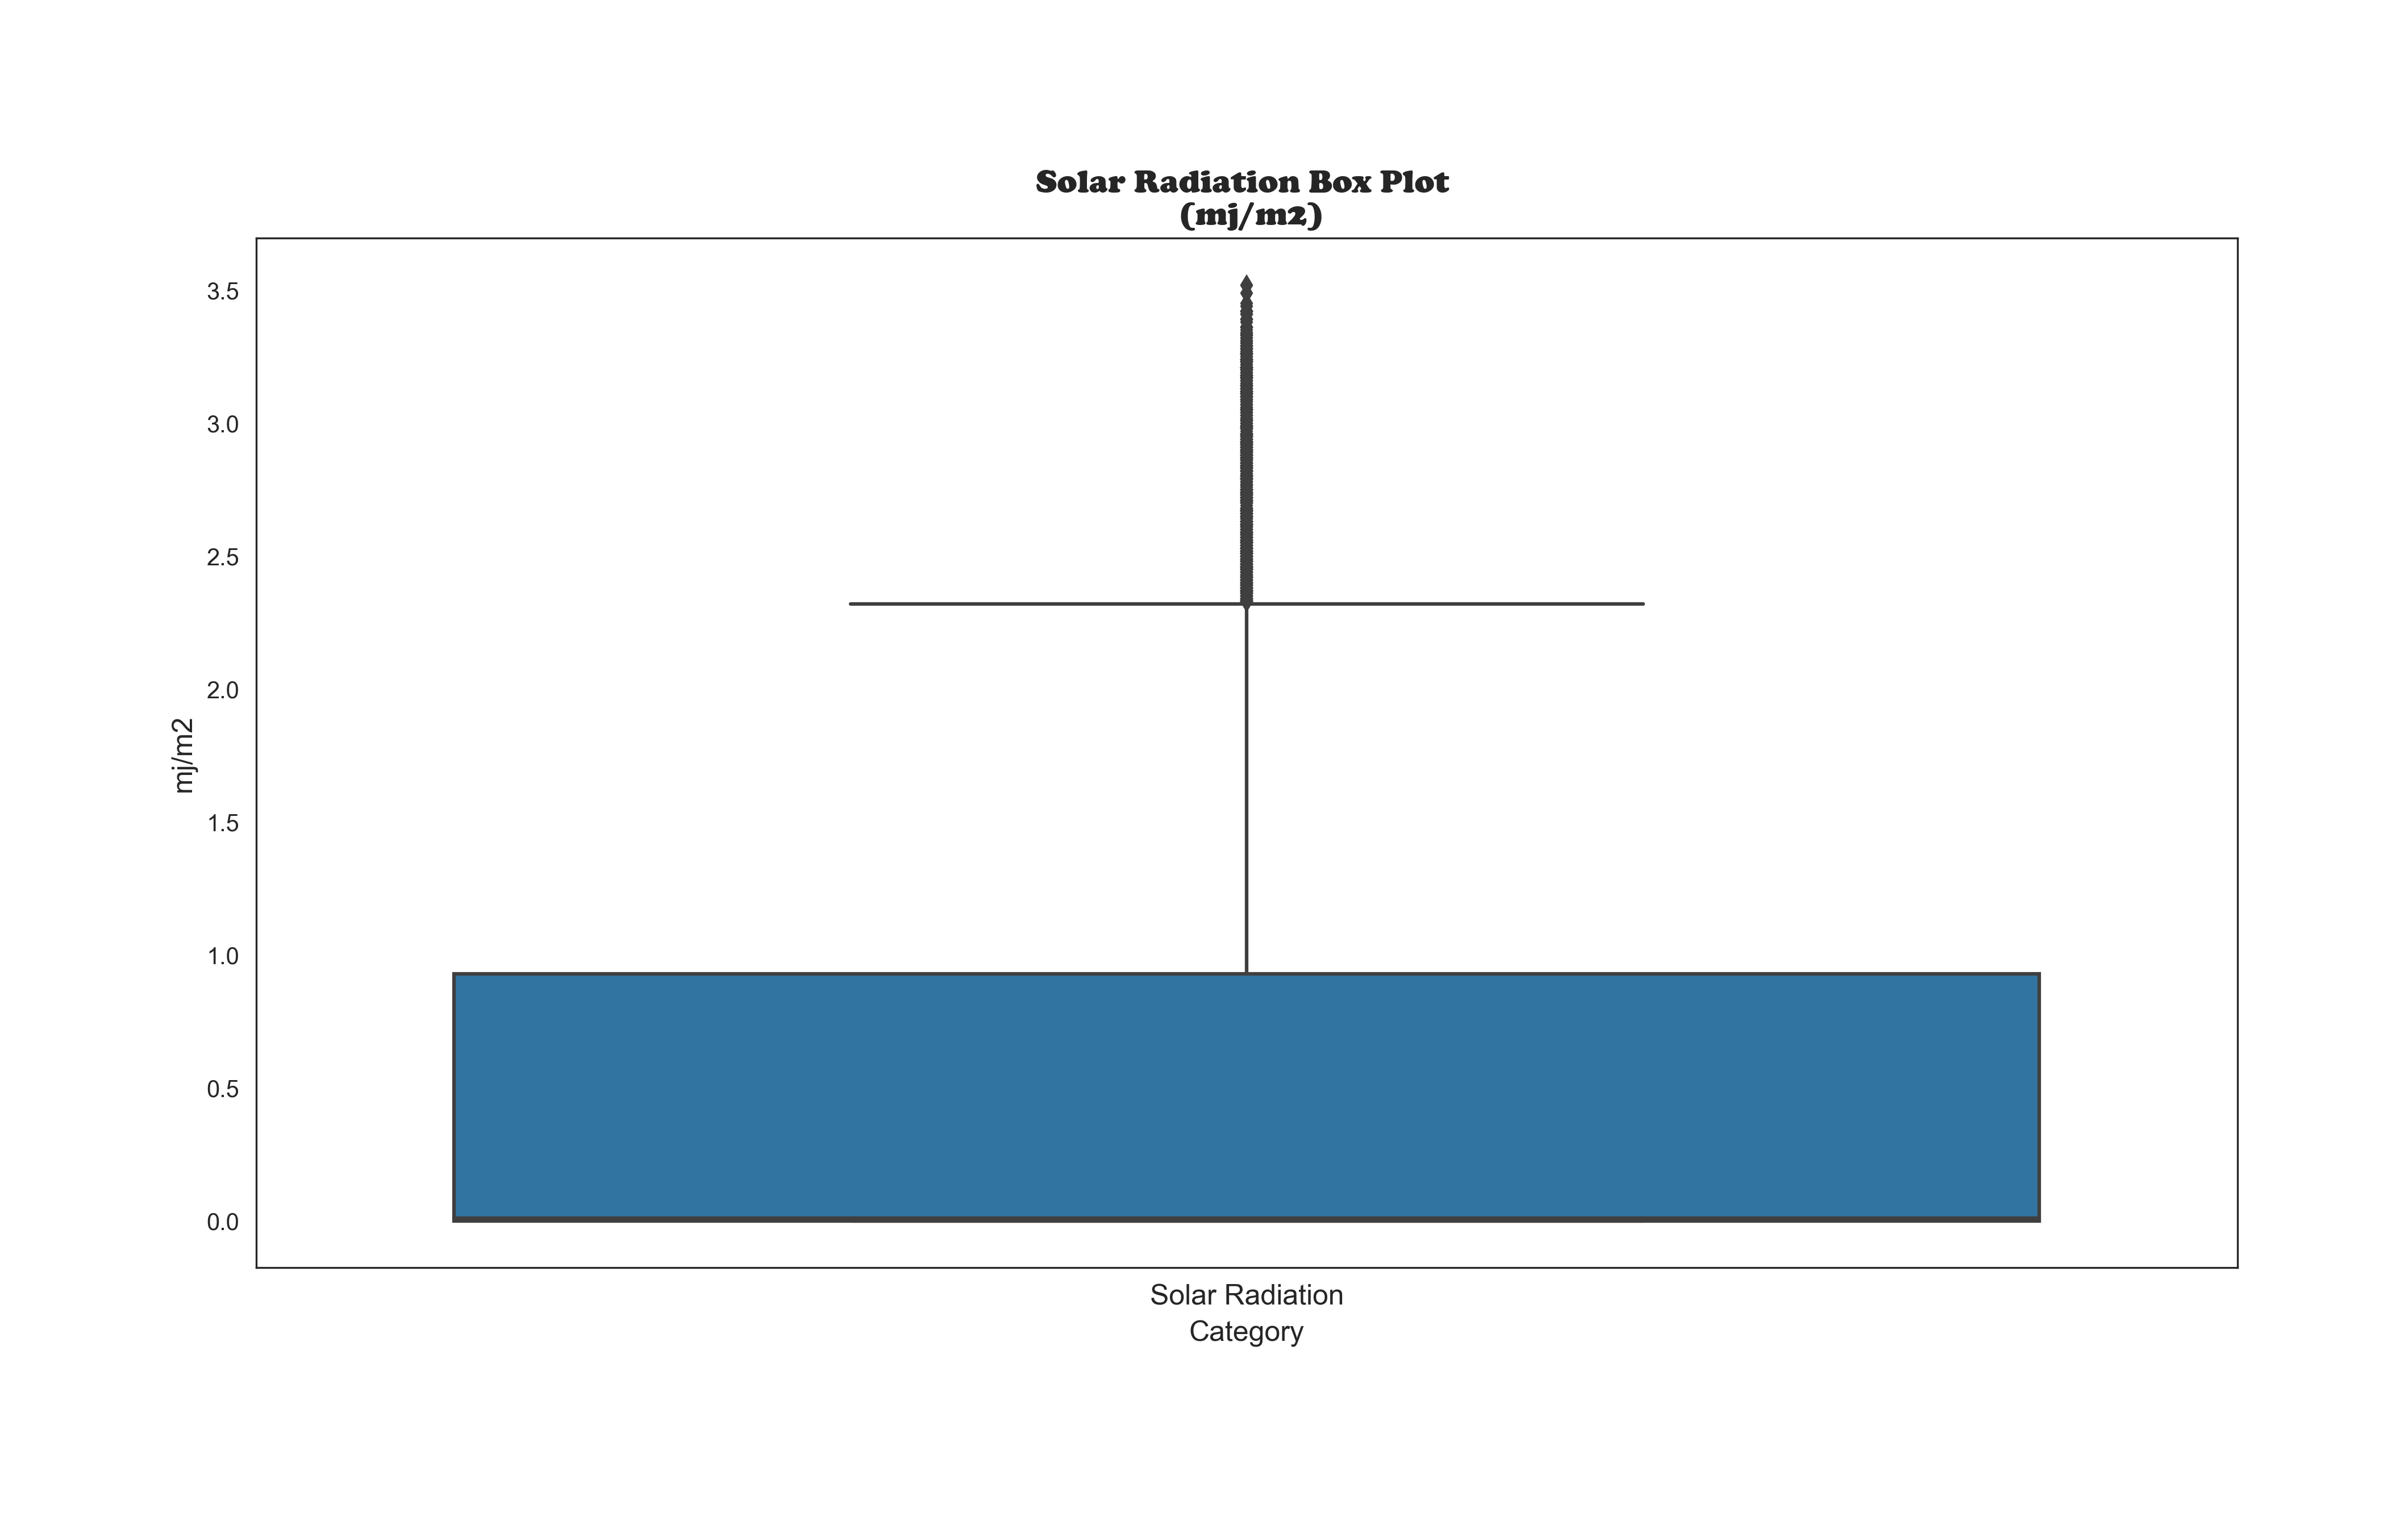 Solar Radiation Box Plot
(mj/m2)
3.5
3.0
2.5
2.0
1.5
1.0
0.5
0.0
mj/m2
Solar Radiation
Category